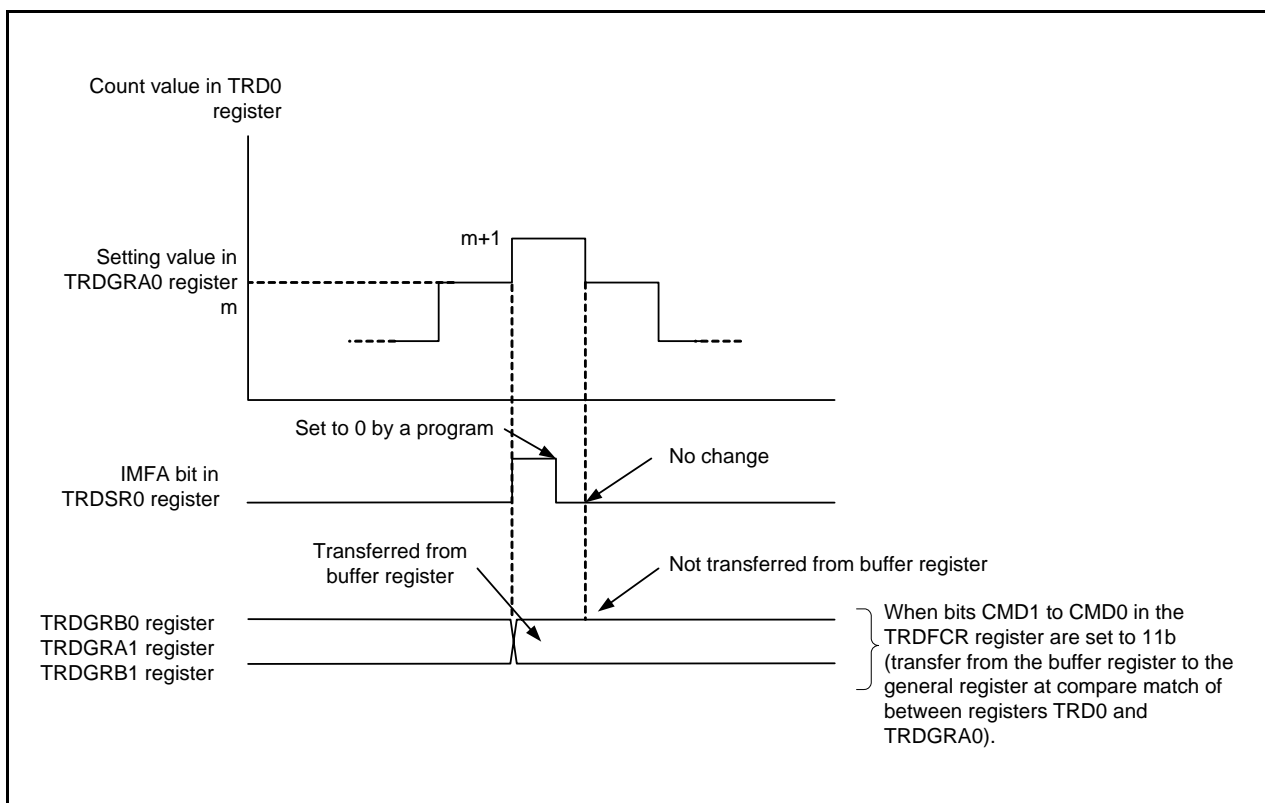 Count value in TRD0
register
m+1
Setting value in
TRDGRA0 register
m
Set to 0 by a program
No change
IMFA bit in
TRDSR0 register
Transferred from
buffer register
Not transferred from buffer register
TRDGRB0 register
TRDGRA1 register
TRDGRB1 register
When bits CMD1 to CMD0 in the
TRDFCR register are set to 11b
(transfer from the buffer register to the
general register at compare match of
between registers TRD0 and
TRDGRA0).